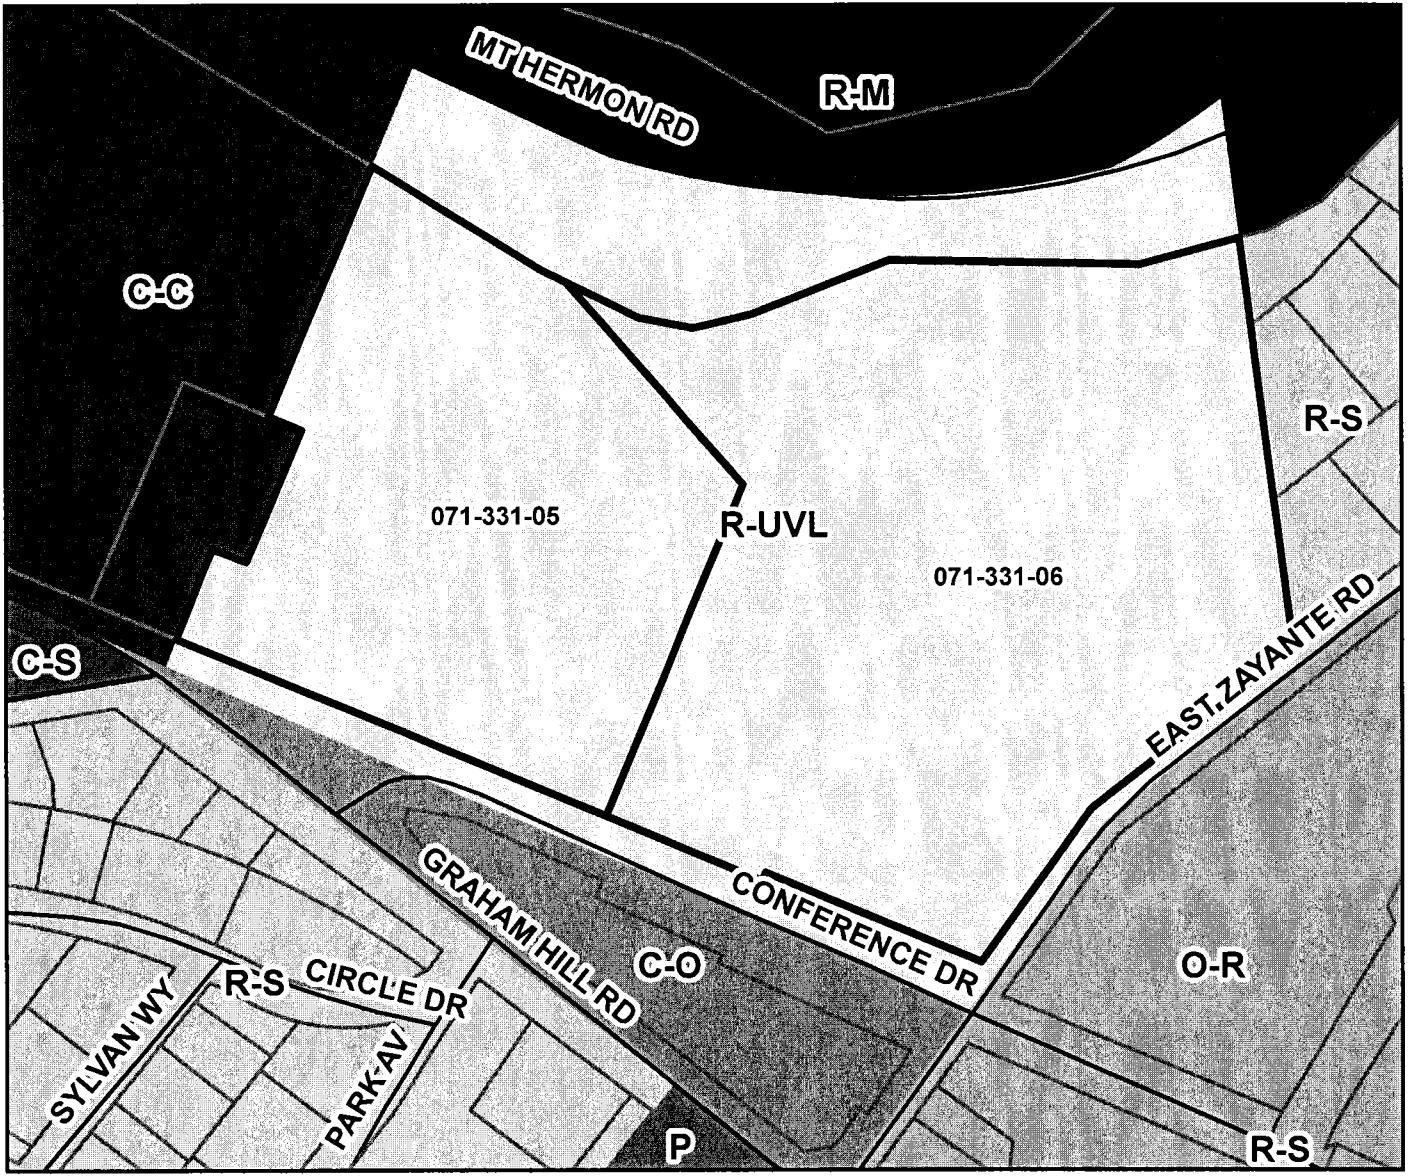 MT HERMON RD
R-M
C-C
R-S
071-331-05
R-UVL
071-331-06
EAST ZAYANTE RD
C-S
GRAHAM HILL RD
CONFERENCE DR
C-O
O-R
R-S
CIRCLE DR
SYLVAN WY
PARK AV
P
R-S